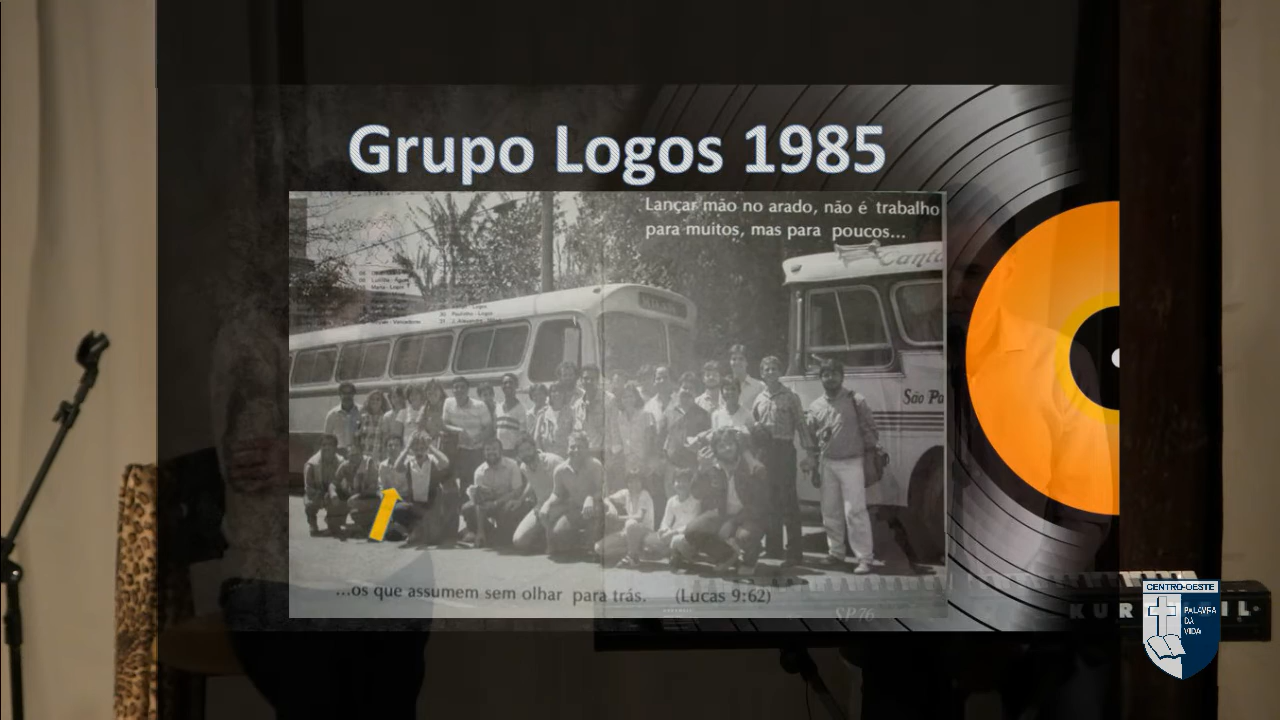 Grupo Logos 1985
Lançar mão no arado, não é trabalho
para muitos, mas para poucos...
Canta
São Pa
...os que assumem sem olhar para trás. (Lucas 9:62)
SP76
CENTRO-OESTE
PALAVRA
DA
VIDA